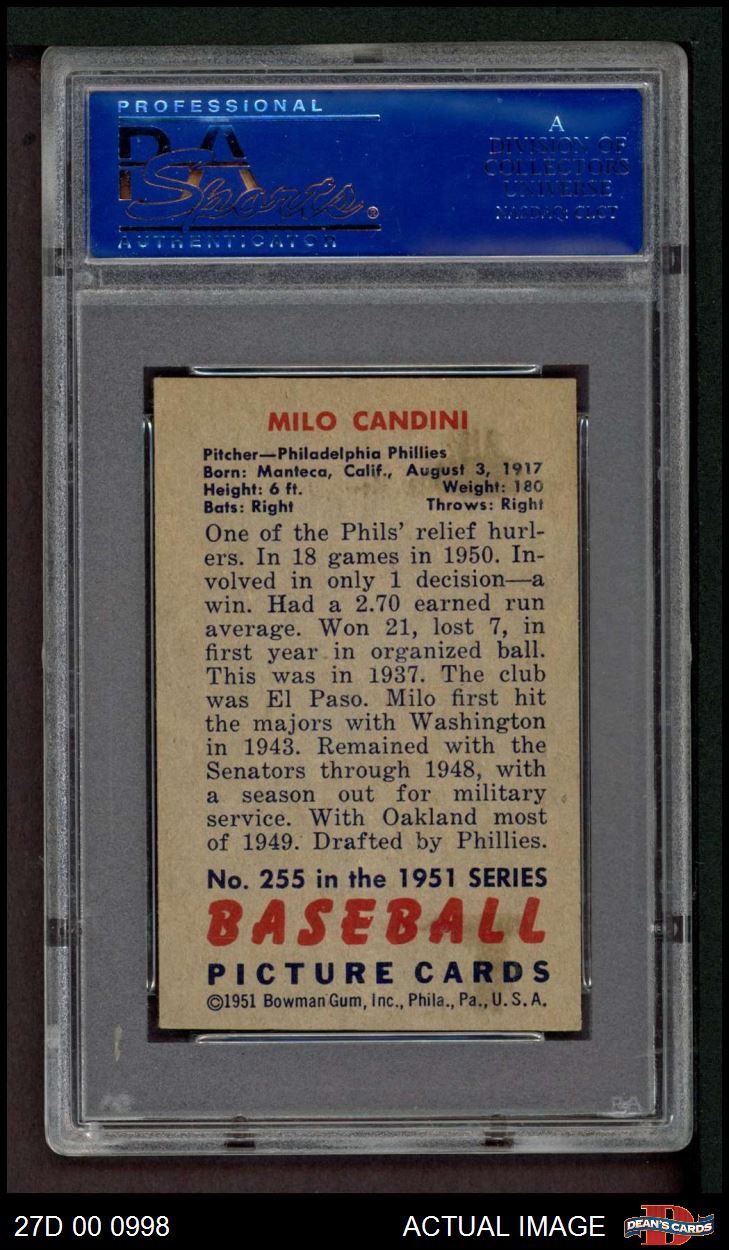 PROFESSIONAL
PSA
Sports®
AUTHENTICATOR
A
DIVISION OF
COLLECTORS
UNIVERSE
NASDAQ: CLCT
MILO CANDINI
Pitcher—Philadelphia Phillies
Born: Manteca, Calif., August 3, 1917
Height: 6 ft. Weight: 180
Bats: Right Throws: Right
One of the Phils' relief hurl-
ers. In 18 games in 1950. In-
volved in only 1 decision—a
win. Had a 2.70 earned run
average. Won 21, lost 7, in
first year in organized ball.
This was in 1937. The club
was El Paso. Milo first hit
the majors with Washington
in 1943. Remained with the
Senators through 1948, with
a season out for military
service. With Oakland most
of 1949. Drafted by Phillies.
No. 255 in the 1951 SERIES
BASEBALL
PICTURE CARDS
©1951 Bowman Gum, Inc., Phila., Pa., U.S.A.
PSA
27D 00 0998 ACTUAL IMAGE
DEAN'S CARDS